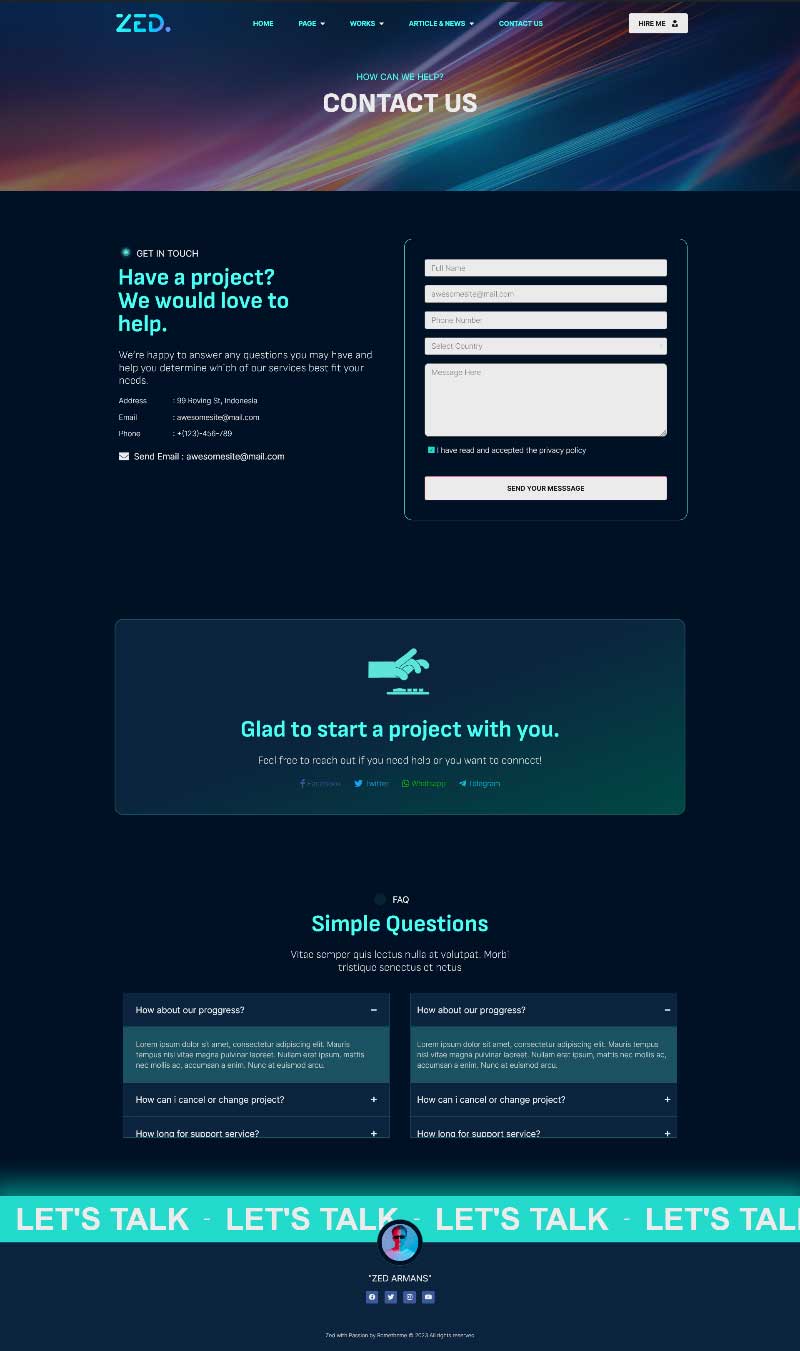 ZED.
HOME PAGE WORKS ARTICLE & NEWS CONTACT US HIRE ME
HOW CAN WE HELP?
CONTACT US
GET IN TOUCH
Have a project?
We would love to
help.
We're happy to answer any questions you may have and
help you determine which of our services best fit your
needs.
Address : 99 Roving St, Indonesia
Email : awesomesite@mail.com
Phone : +(123)-456-789
Send Email : awesomesite@mail.com
Full Name
awesomesite@mail.com
Phone Number
Select Country
Message Here
I have read and accepted the privacy policy
SEND YOUR MESSSAGE
Glad to start a project with you.
Feel free to reach out if you need help or you want to connect!
Facebook Twitter Whatsapp Telegram
FAQ
Simple Questions
Vitae semper quis lectus nulla at volutpat. Morbi
tristique senectus et netus
How about our proggress?
Lorem ipsum dolor sit amet, consectetur adipiscing elit. Mauris
tempus nisl vitae magna pulvinar laoreet. Nullam erat ipsum, mattis
nec mollis ac, accumsan a enim. Nunc at euismod arcu.
How can i cancel or change project?
How long for support service?
How about our proggress?
Lorem ipsum dolor sit amet, consectetur adipiscing elit. Mauris tempus
nisl vitae magna pulvinar laoreet. Nullam erat ipsum, mattis nec mollis ac,
accumsan a enim. Nunc at euismod arcu.
How can i cancel or change project?
How long for support service?
LET'S TALK - LET'S TALK - LET'S TALK - LET'S TAL
"ZED ARMANS"
Zed with Passion by Rometheme © 2023 All rights reserved